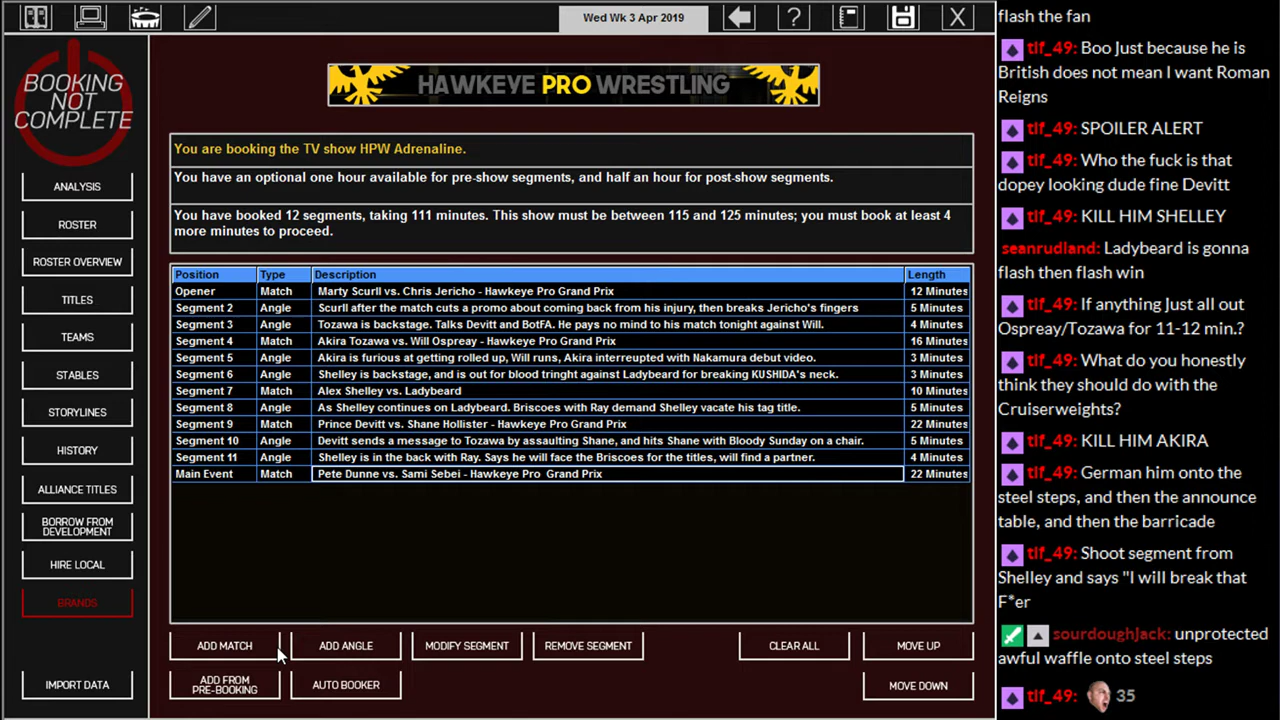 Wed Wk 3 Apr 2019
?
X
BOOKING
NOT
COMPLETE
ANALYSIS
ROSTER
ROSTER OVERVIEW
TITLES
TEAMS
STABLES
STORYLINES
HISTORY
ALLIANCE TITLES
BORROW FROM
DEVELOPMENT
HIRE LOCAL
BRANDS
IMPORT DATA
HAWKEYE PRO WRESTLING
You are booking the TV show HPW Adrenaline.
You have an optional one hour available for pre-show segments, and half an hour for post-show segments.
You have booked 12 segments, taking 111 minutes. This show must be between 115 and 125 minutes; you must book at least 4
more minutes to proceed.
Position Type Description Length
Opener Match Marty Scurll vs. Chris Jericho - Hawkeye Pro Grand Prix 12 Minutes
Segment 2 Angle Scurll after the match cuts a promo about coming back from his injury, then breaks Jericho's fingers 5 Minutes
Segment 3 Angle Tozawa is backstage. Talks Devitt and BotFA. He pays no mind to his match tonight against Will. 4 Minutes
Segment 4 Match Akira Tozawa vs. Will Ospreay - Hawkeye Pro Grand Prix 16 Minutes
Segment 5 Angle Akira is furious at getting rolled up, Will runs, Akira interreupted with Nakamura debut video. 3 Minutes
Segment 6 Angle Shelley is backstage, and is out for blood tringht against Ladybeard for breaking KUSHIDA's neck. 3 Minutes
Segment 7 Match Alex Shelley vs. Ladybeard 10 Minutes
Segment 8 Angle As Shelley continues on Ladybeard. Briscoes with Ray demand Shelley vacate his tag title. 5 Minutes
Segment 9 Match Prince Devitt vs. Shane Hollister - Hawkeye Pro Grand Prix 22 Minutes
Segment 10 Angle Devitt sends a message to Tozawa by assaulting Shane, and hits Shane with Bloody Sunday on a chair. 5 Minutes
Segment 11 Angle Shelley is in the back with Ray. Says he will face the Briscoes for the titles, will find a partner. 4 Minutes
Main Event Match Pete Dunne vs. Sami Sebei - Hawkeye Pro Grand Prix 22 Minutes
ADD MATCH
ADD ANGLE
MODIFY SEGMENT
REMOVE SEGMENT
CLEAR ALL
MOVE UP
ADD FROM
PRE-BOOKING
AUTO BOOKER
MOVE DOWN
flash the fan
tlf_49: Boo Just because he is
British does not mean I want Roman
Reigns
tlf_49: SPOILER ALERT
tlf_49: Who the fuck is that
dopey looking dude fine Devitt
tlf_49: KILL HIM SHELLEY
seanrudland: Ladybeard is gonna
flash then flash win
tlf_49: If anything Just all out
Ospreay/Tozawa for 11-12 min.?
tlf_49: What do you honestly
think they should do with the
Cruiserweights?
tlf_49: KILL HIM AKIRA
tlf_49: German him onto the
steel steps, and then the announce
table, and then the barricade
tlf_49: Shoot segment from
Shelley and says "I will break that
F*er
sourdoughjack: unprotected
awful waffle onto steel steps
tlf_49: 35